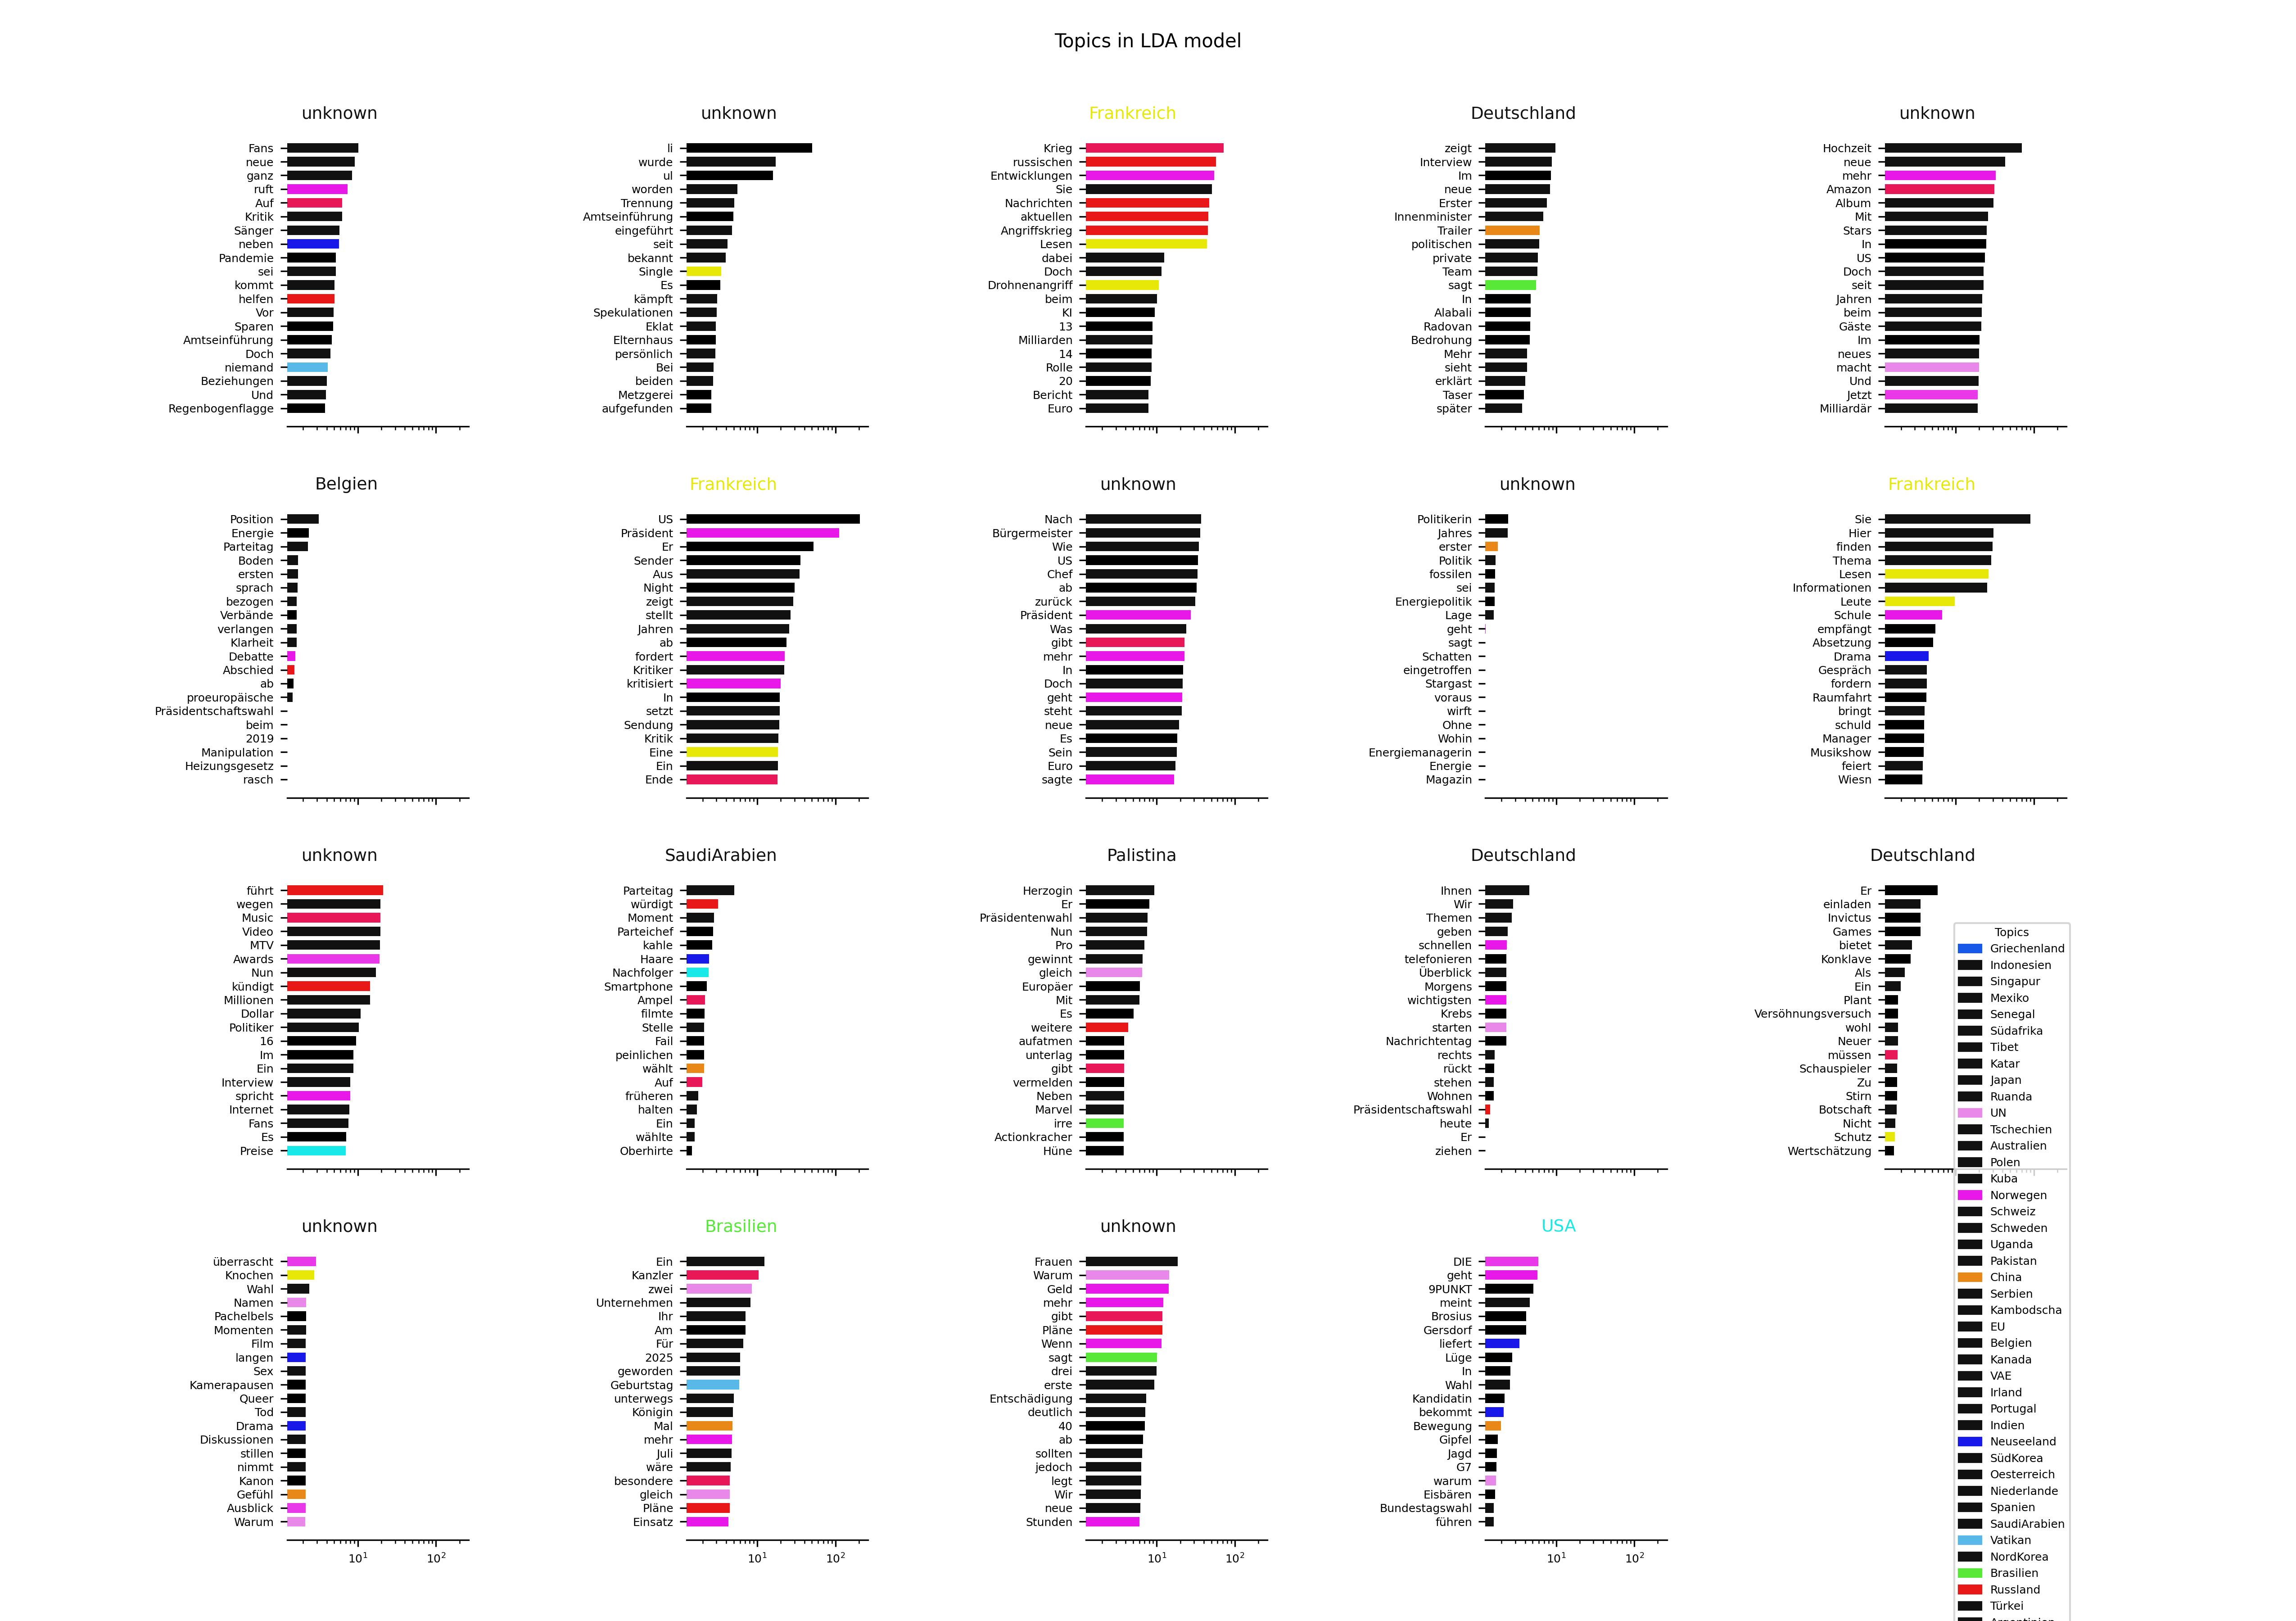 Topics in LDA model
unknown
Fans
neue
ganz
ruft
Auf
Kritik
Sänger
neben
Pandemie
sei
kommt
helfen
Vor
Sparen
Amtseinführung
Doch
niemand
Beziehungen
Und
Regenbogenflagge
unknown
li
wurde
ul
worden
Trennung
Amtseinführung
eingeführt
seit
bekannt
Single
Es
kämpft
Spekulationen
Eklat
Elternhaus
persönlich
Bei
beiden
Metzgerei
aufgefunden
Frankreich
Krieg
russischen
Entwicklungen
Sie
Nachrichten
aktuellen
Angriffskrieg
Lesen
dabei
Doch
Drohnenangriff
beim
KI
13
Milliarden
14
Rolle
20
Bericht
Euro
Deutschland
zeigt
Interview
Im
neue
Erster
Innenminister
Trailer
politischen
private
Team
sagt
In
Alabali
Radovan
Bedrohung
Mehr
sieht
erklärt
Taser
später
unknown
Hochzeit
neue
mehr
Amazon
Album
Mit
Stars
In
US
Doch
seit
Jahren
beim
Gäste
Im
neues
macht
Und
Jetzt
Milliardär
Belgien
Position
Energie
Parteitag
Boden
ersten
sprach
bezogen
Verbände
verlangen
Klarheit
Debatte
Abschied
ab
proeuropäische
Präsidentschaftswahl
beim
2019
Manipulation
Heizungsgesetz
rasch
Frankreich
US
Präsident
Er
Sender
Aus
Night
zeigt
stellt
Jahren
ab
fordert
Kritiker
kritisiert
In
setzt
Sendung
Kritik
Eine
Ein
Ende
unknown
Nach
Bürgermeister
Wie
US
Chef
ab
zurück
Präsident
Was
gibt
mehr
In
Doch
geht
steht
neue
Es
Sein
Euro
sagte
unknown
Politikerin
Jahres
erster
Politik
fossilen
sei
Energiepolitik
Lage
geht
sagt
Schatten
eingetroffen
Stargast
voraus
wirft
Ohne
Wohin
Energiemanagerin
Energie
Magazin
Frankreich
Sie
Hier
finden
Thema
Lesen
Informationen
Leute
Schule
empfängt
Absetzung
Drama
Gespräch
fordern
Raumfahrt
bringt
schuld
Manager
Musikshow
feiert
Wiesn
unknown
führt
wegen
Music
Video
MTV
Awards
Nun
kündigt
Millionen
Dollar
Politiker
16
Im
Ein
Interview
spricht
Internet
Fans
Es
Preise
SaudiArabien
Parteitag
würdigt
Moment
Parteichef
kahle
Haare
Nachfolger
Smartphone
Ampel
filmte
Stelle
Fail
peinlichen
wählt
Auf
früheren
halten
Ein
wählte
Oberhirte
Palistina
Herzogin
Er
Präsidentenwahl
Nun
Pro
gewinnt
gleich
Europäer
Mit
Es
weitere
aufatmen
unterlag
gibt
vermelden
Neben
Marvel
irre
Actionkracher
Hüne
Deutschland
Ihnen
Wir
Themen
geben
schnellen
telefonieren
Überblick
Morgens
wichtigsten
Krebs
starten
Nachrichtentag
rechts
rückt
stehen
Wohnen
Präsidentschaftswahl
heute
Er
ziehen
Deutschland
Er
einladen
Invictus
Games
bietet
Konklave
Als
Ein
Plant
Versöhnungsversuch
wohl
Neuer
müssen
Schauspieler
Zu
Stirn
Botschaft
Nicht
Schutz
Wertschätzung
unknown
überrascht
Knochen
Wahl
Namen
Pachelbels
Momenten
Film
langen
Sex
Kamerapausen
Queer
Tod
Drama
Diskussionen
stillen
nimmt
Kanon
Gefühl
Ausblick
Warum
10¹ 10²
Brasilien
Ein
Kanzler
zwei
Unternehmen
Ihr
Am
Für
2025
geworden
Geburtstag
unterwegs
Königin
Mal
mehr
Juli
wäre
besondere
gleich
Pläne
Einsatz
10¹ 10²
unknown
Frauen
Warum
Geld
mehr
gibt
Pläne
Wenn
sagt
drei
erste
Entschädigung
deutlich
40
ab
sollten
jedoch
legt
Wir
neue
Stunden
10¹ 10²
USA
DIE
geht
9PUNKT
meint
Brosius
Gersdorf
liefert
Lüge
In
Wahl
Kandidatin
bekommt
Bewegung
Gipfel
Jagd
G7
warum
Eisbären
Bundestagswahl
führen
10¹ 10²
Topics
Griechenland
Indonesien
Singapur
Mexiko
Senegal
Südafrika
Tibet
Katar
Japan
Ruanda
UN
Tschechien
Australien
Polen
Kuba
Norwegen
Schweiz
Schweden
Uganda
Pakistan
China
Serbien
Kambodscha
EU
Belgien
Kanada
VAE
Irland
Portugal
Indien
Neuseeland
SüdKorea
Oesterreich
Niederlande
Spanien
SaudiArabien
Vatikan
NordKorea
Brasilien
Russland
Türkei